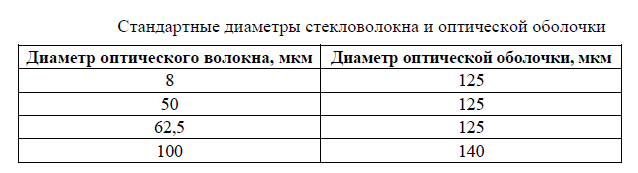 Стандартные диаметры стекловолокна и оптической оболочки
Диаметр оптического волокна, мкм Диаметр оптической оболочки, мкм
8 125
50 125
62,5 125
100 140